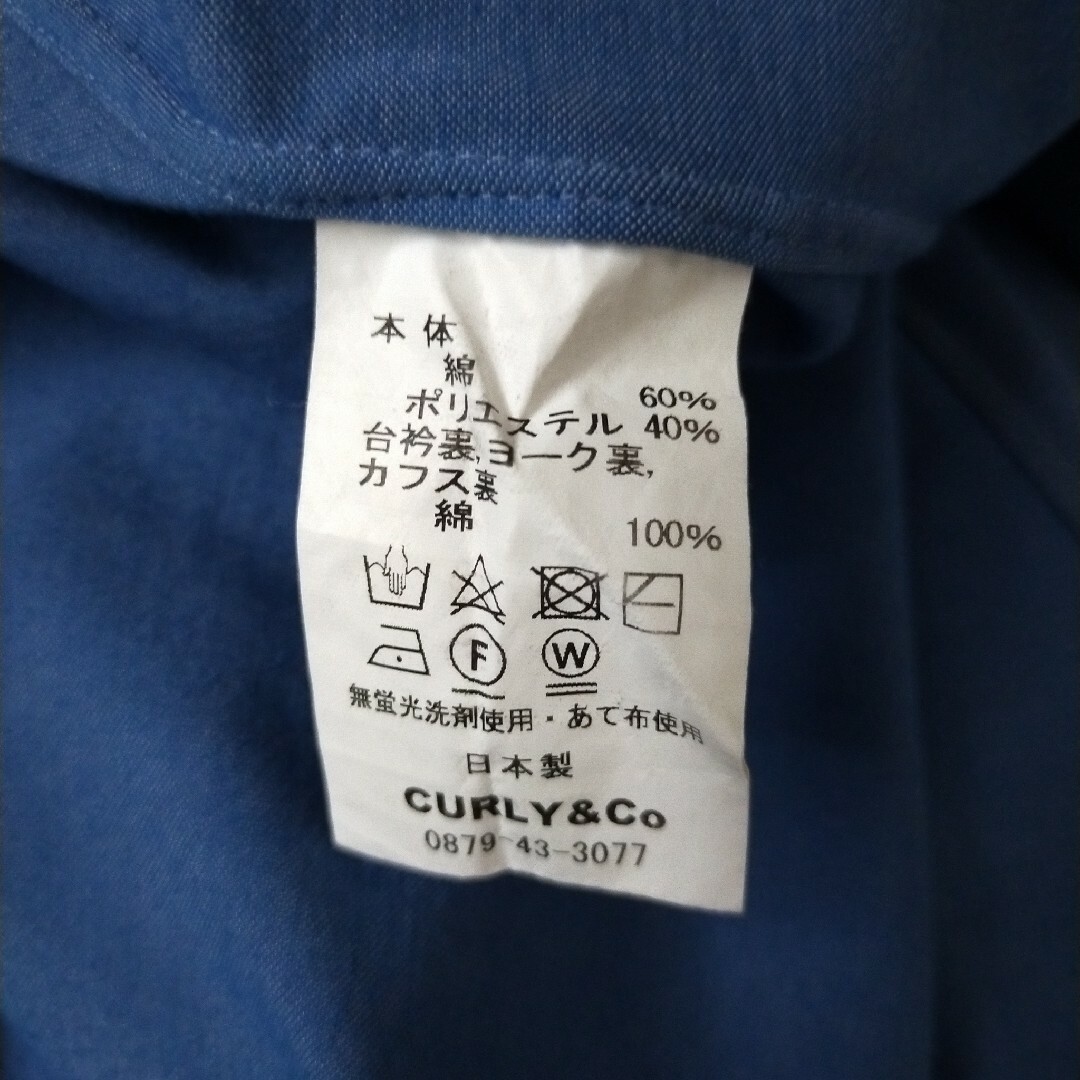 本体
綿 60%
ポリエステル 40%
台衿裏,ヨーク裏,
カフス裏
綿 100%
F W
無蛍光洗剤使用・あて布使用
日本製
CURLY&Co
0879-43-3077